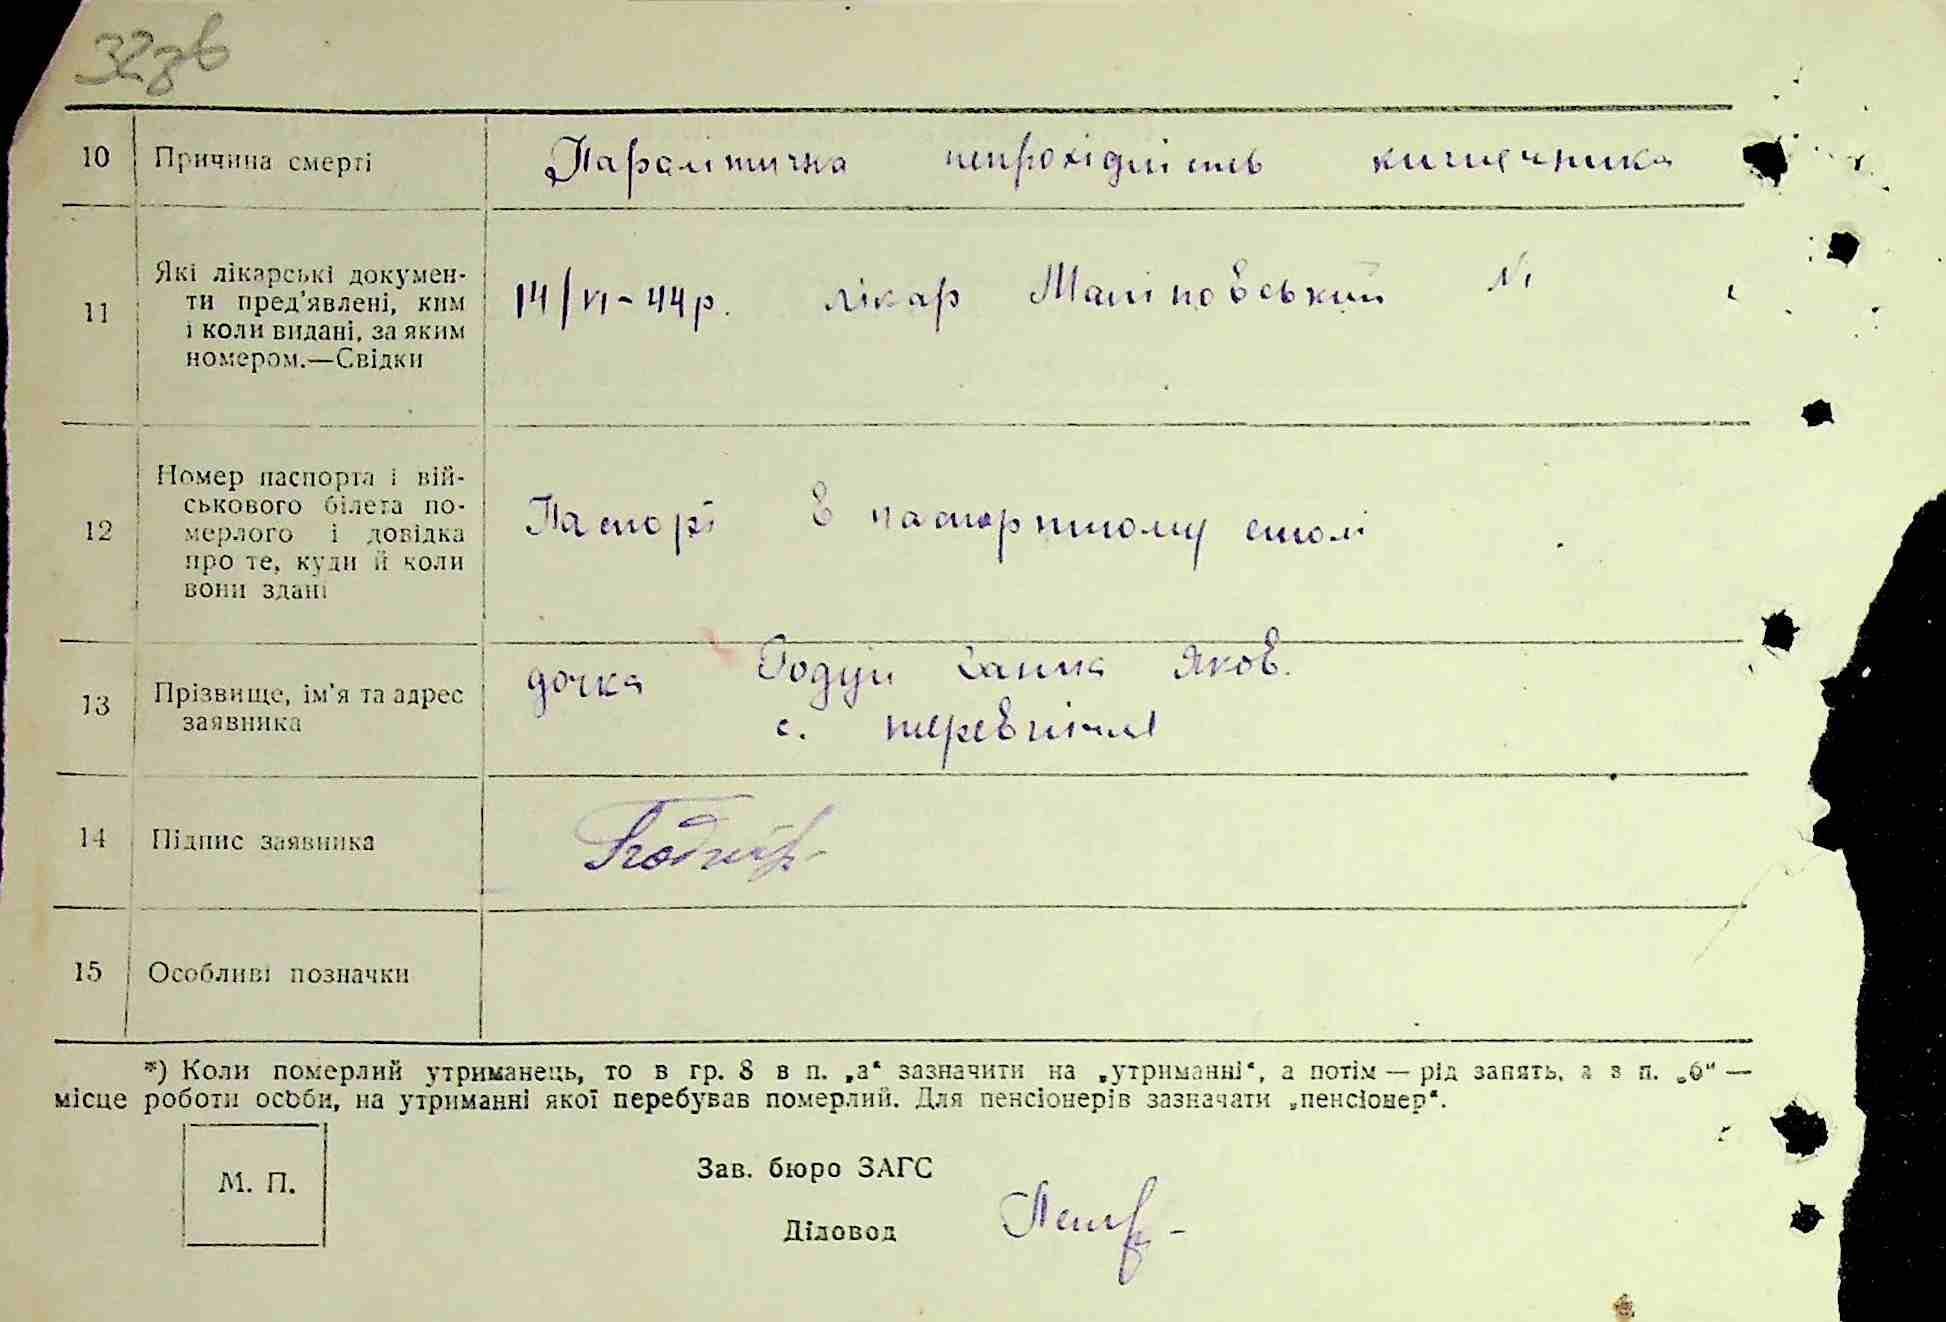 32зв
10 Причина смерті Паралітична непрохідність кишечника
11 Які лікарські докумен-
ти пред'явлені, ким
і коли видані, за яким
номером.—Свідки
14/VI-44р. лікар Маліновський №
12 Номер паспорта і вій-
ськового білета по-
мерлого і довідка
про те, куди й коли
вони здані
Паспорт в паспортному столі
13 Прізвище, ім'я та адрес
заявника
дочка Годуй Ганна Яков.
с.
14 Підпис заявника
15 Особливі позначки
*) Коли померлий утриманець, то в гр. 8 в п. „а“ зазначити на „утриманні“, а потім — рід занять, а в п. „б“ —
місце роботи особи, на утриманні якої перебував померлий. Для пенсіонерів зазначати „пенсіонер“.
М. П.
Зав. бюро ЗАГС
Діловод